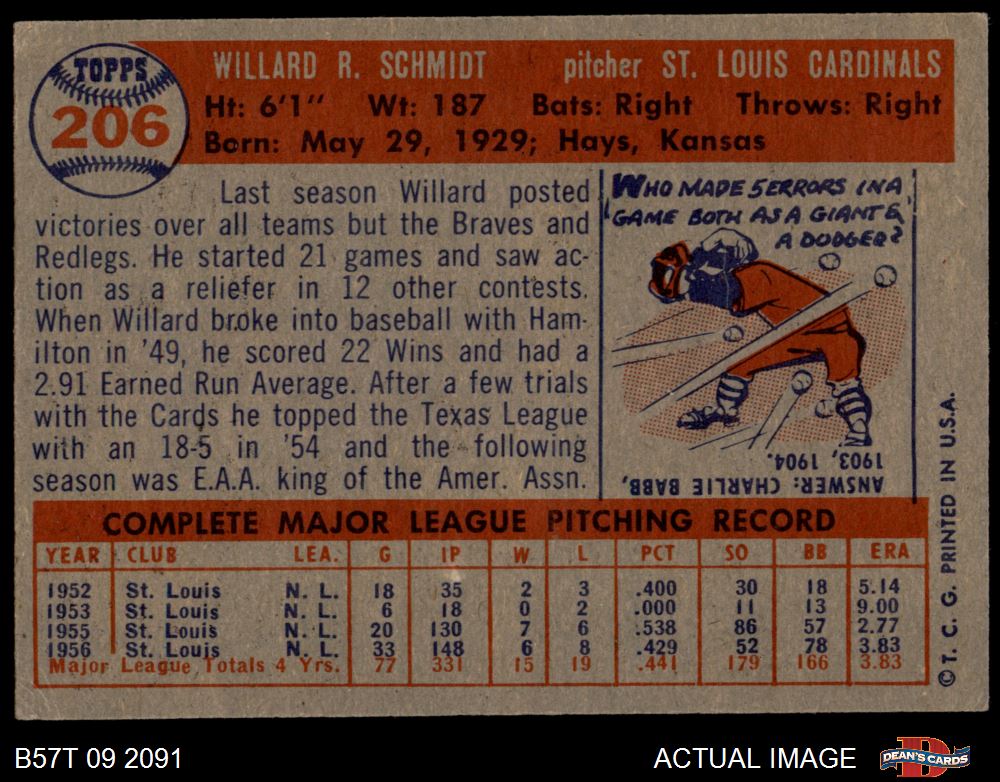 TOPPS
206
WILLARD R. SCHMIDT pitcher ST. LOUIS CARDINALS
Ht: 6'1" Wt: 187 Bats: Right Throws: Right
Born: May 29, 1929; Hays, Kansas
Last season Willard posted
victories over all teams but the Braves and
Redlegs. He started 21 games and saw ac-
tion as a reliefer in 12 other contests.
When Willard broke into baseball with Ham-
ilton in '49, he scored 22 Wins and had a
2.91 Earned Run Average. After a few trials
with the Cards he topped the Texas League
with an 18-5 in '54 and the following
season was E.A.A. king of the Amer. Assn.
WHO MADE 5 ERRORS IN A
GAME BOTH AS A GIANT &
A DODGER?
ANSWER: CHARLIE BABB,
1903, 1904.
COMPLETE MAJOR LEAGUE PITCHING RECORD
YEAR CLUB LEA. G IP W L PCT SO BB ERA
1952 St. Louis N. L. 18 35 2 3 .400 30 18 5.14
1953 St. Louis N. L. 6 18 0 2 .000 11 13 9.00
1955 St. Louis N. L. 20 130 7 6 .538 86 57 2.77
1956 St. Louis N. L. 33 148 6 8 .429 52 78 3.83
Major League Totals 4 Yrs. 77 331 15 19 .441 179 166 3.83
© T. C. G. PRINTED IN U.S.A.
B57T 09 2091 ACTUAL IMAGE
DEAN'S CARDS